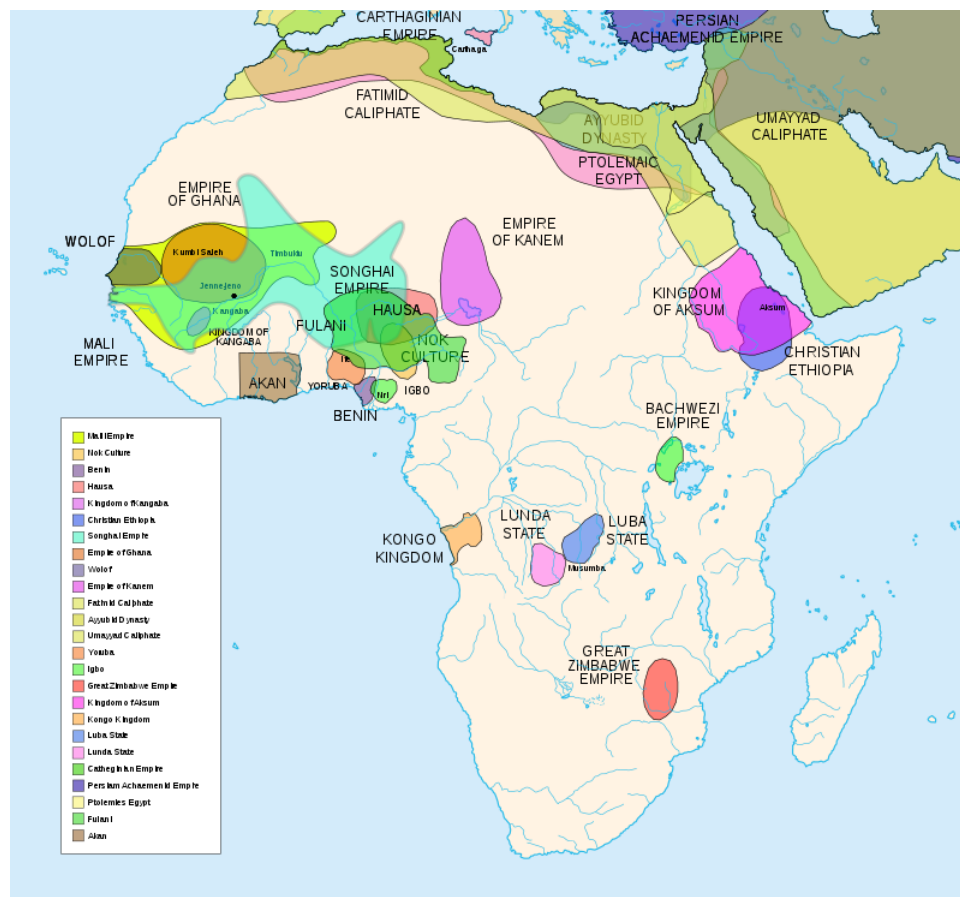 CARTHAGINIAN
EMPIRE
Carthage
PERSIAN
ACHAEMENID EMPIRE
FATIMID
CALIPHATE
AYYUBID
DYNASTY
UMAYYAD
CALIPHATE
PTOLEMAIC
EGYPT
EMPIRE
OF GHANA
WOLOF
Kumbi Saleh
Timbuktu
EMPIRE
OF KANEM
Jenne-jeno
Kangaba
SONGHAI
EMPIRE
KINGDOM
OF AKSUM
Aksum
FULANI
HAUSA
KINGDOM OF
KANGABA
MALI
EMPIRE
NOK
CULTURE
CHRISTIAN
ETHIOPIA
Ife
AKAN
YORUBA
Nri
IGBO
BENIN
BACHWEZI
EMPIRE
LUNDA
STATE
LUBA
STATE
KONGO
KINGDOM
Musumba
GREAT
ZIMBABWE
EMPIRE
Mali Empire
Nok Culture
Benin
Hausa
Kingdom of Kangaba
Christian Ethiopia
Songhai Empire
Empire of Ghana
Wolof
Empire of Kanem
Fatimid Caliphate
Ayyubid Dynasty
Umayyad Caliphate
Yoruba
Igbo
Great Zimbabwe Empire
Kingdom of Aksum
Kongo Kingdom
Luba State
Lunda State
Catheginian Empire
Persiam Achaemenid Empire
Ptolemies Egypt
Fulani
Akan